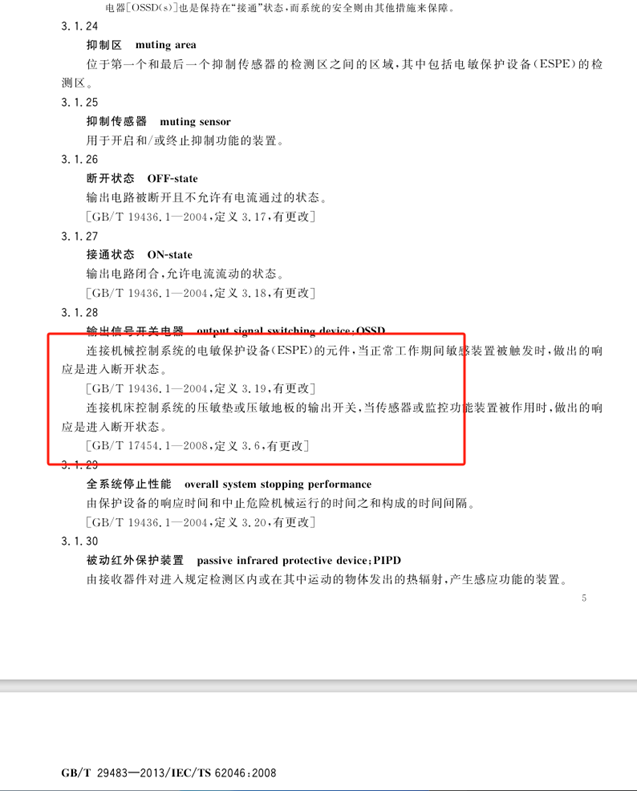 电器[OSSD(s)]也是保持在“接通”状态,而系统的安全则由其他措施来保障。
3.1.24
抑制区 muting area
位于第一个和最后一个抑制传感器的检测区之间的区域,其中包括电敏保护设备(ESPE)的检
测区。
3.1.25
抑制传感器 muting sensor
用于开启和/或终止抑制功能的装置。
3.1.26
断开状态 OFF-state
输出电路被断开且不允许有电流通过的状态。
[GB/T 19436.1—2004,定义 3.17,有更改]
3.1.27
接通状态 ON-state
输出电路闭合,允许电流流动的状态。
[GB/T 19436.1—2004,定义 3.18,有更改]
3.1.28
输出信号开关电器 output signal switching device;OSSD
连接机械控制系统的电敏保护设备(ESPE)的元件,当正常工作期间敏感装置被触发时,做出的响
应是进入断开状态。
[GB/T 19436.1—2004,定义 3.19,有更改]
连接机床控制系统的压敏垫或压敏地板的输出开关,当传感器或监控功能装置被作用时,做出的响
应是进入断开状态。
[GB/T 17454.1—2008,定义 3.6,有更改]
3.1.29
全系统停止性能 overall system stopping performance
由保护设备的响应时间和中止危险机械运行的时间之和构成的时间间隔。
[GB/T 19436.1—2004,定义 3.20,有更改]
3.1.30
被动红外保护装置 passive infrared protective device;PIPD
由接收器件对进入规定检测区内或在其中运动的物体发出的热辐射,产生感应功能的装置。
5
GB/T 29483—2013/IEC/TS 62046:2008